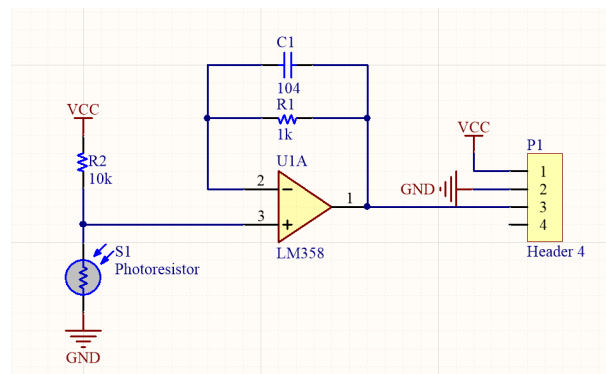 C1
104
R1
1k
VCC
R2
10k
U1A
2
3
1
LM358
S1
Photoresistor
GND
VCC
P1
GND
1
2
3
4
Header 4